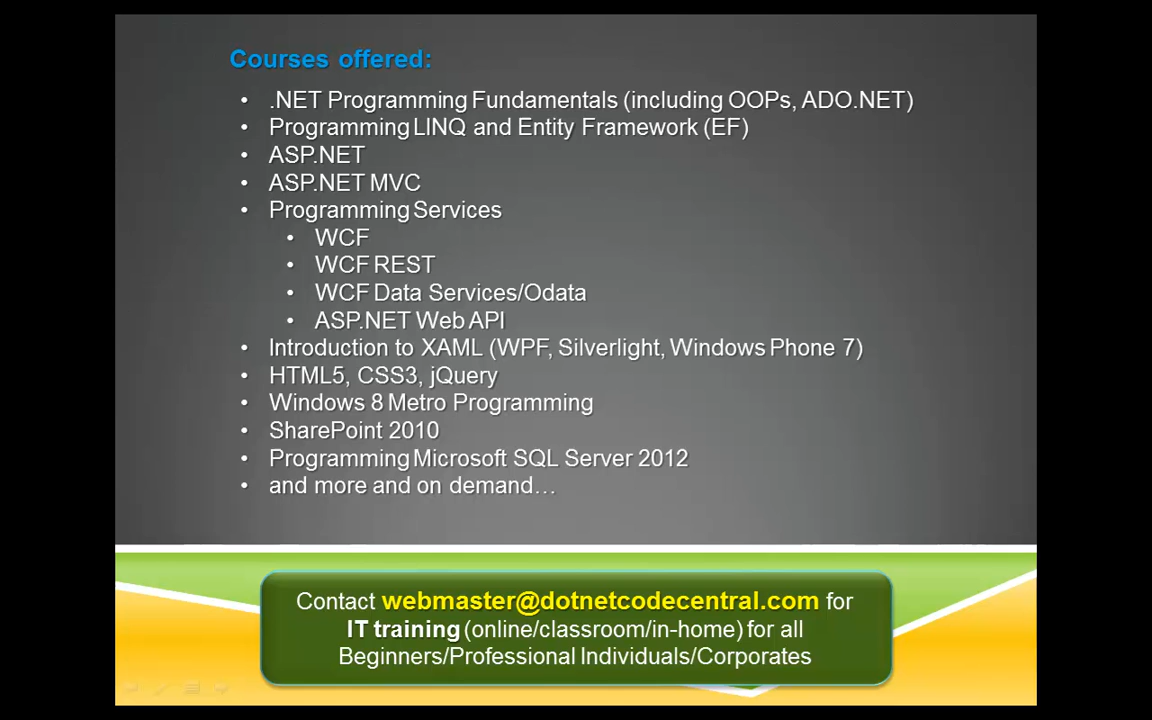 Courses offered:
• .NET Programming Fundamentals (including OOPs, ADO.NET)
• Programming LINQ and Entity Framework (EF)
• ASP.NET
• ASP.NET MVC
• Programming Services
• WCF
• WCF REST
• WCF Data Services/Odata
• ASP.NET Web API
• Introduction to XAML (WPF, Silverlight, Windows Phone 7)
• HTML5, CSS3, jQuery
• Windows 8 Metro Programming
• SharePoint 2010
• Programming Microsoft SQL Server 2012
• and more and on demand…
Contact webmaster@dotnetcodecentral.com for
IT training (online/classroom/in-home) for all
Beginners/Professional Individuals/Corporates